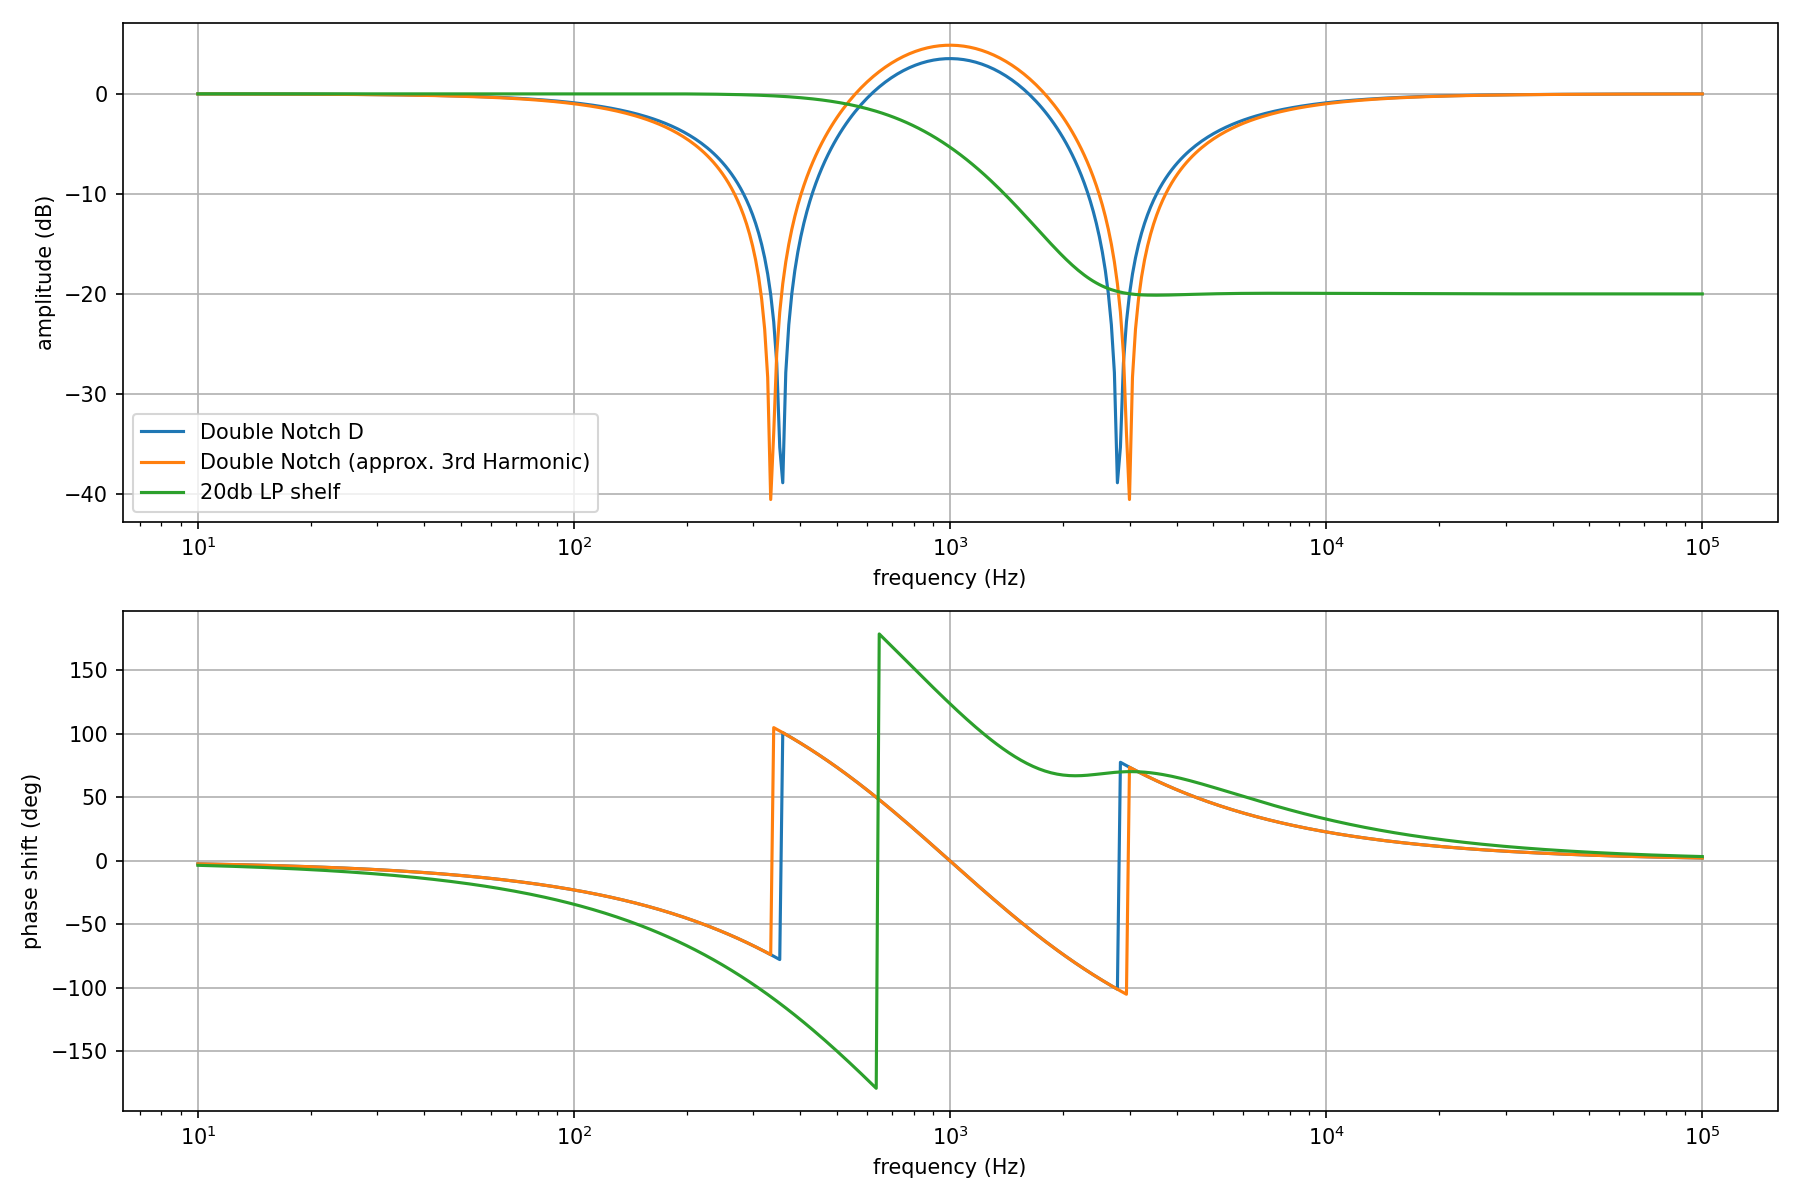 amplitude (dB)
0
−10
−20
−30
−40
Double Notch D
Double Notch (approx. 3rd Harmonic)
20db LP shelf
10¹ 10² 10³ 10⁴ 10⁵
frequency (Hz)
phase shift (deg)
150
100
50
0
−50
−100
−150
10¹ 10² 10³ 10⁴ 10⁵
frequency (Hz)